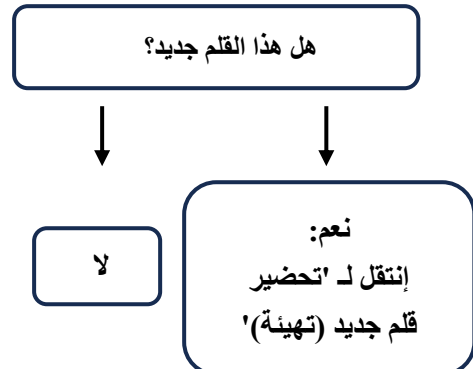 هل هذا القلم جديد؟
نعم:
إنتقل لـ 'تحضير
قلم جديد (تهيئة)'
لا